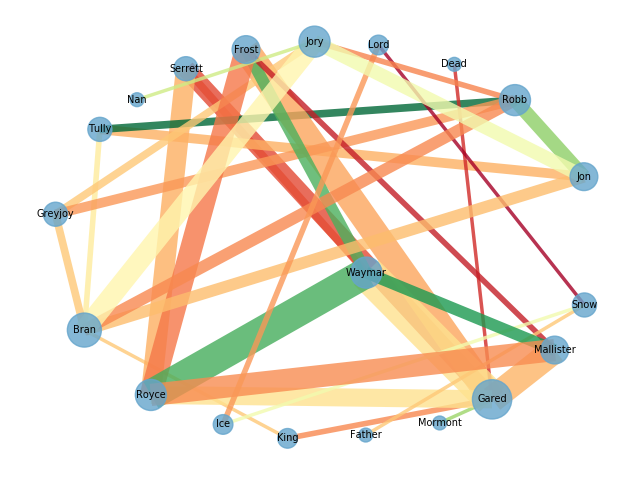 Jory
Lord
Frost
Dead
Serrett
Nan
Robb
Tully
Jon
Greyjoy
Waymar
Snow
Bran
Mallister
Royce
Gared
Ice
Mormont
King
Father